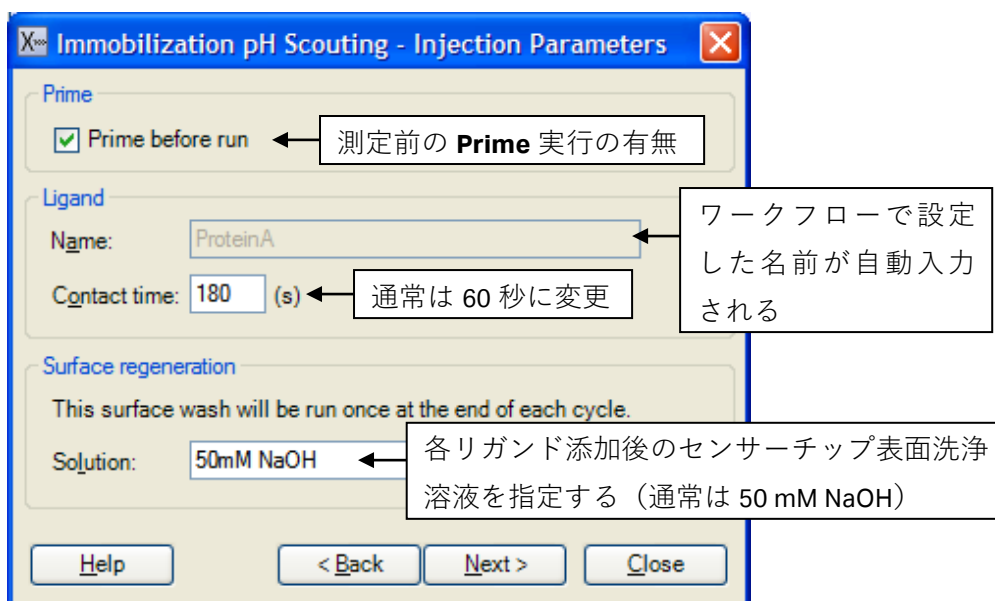 Immobilization pH Scouting - Injection Parameters
Prime
Prime before run
測定前の Prime 実行の有無
Ligand
Name: ProteinA
ワークフローで設定
した名前が自動入力
される
Contact time: 180 (s)
通常は 60 秒に変更
Surface regeneration
This surface wash will be run once at the end of each cycle.
Solution: 50mM NaOH
各リガンド添加後のセンサーチップ表面洗浄
溶液を指定する（通常は 50 mM NaOH）
Help < Back Next > Close